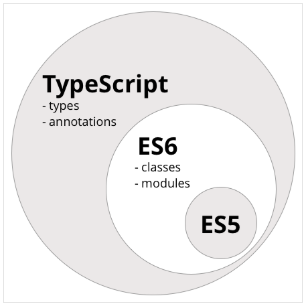 TypeScript
- types
- annotations
ES6
- classes
- modules
ES5